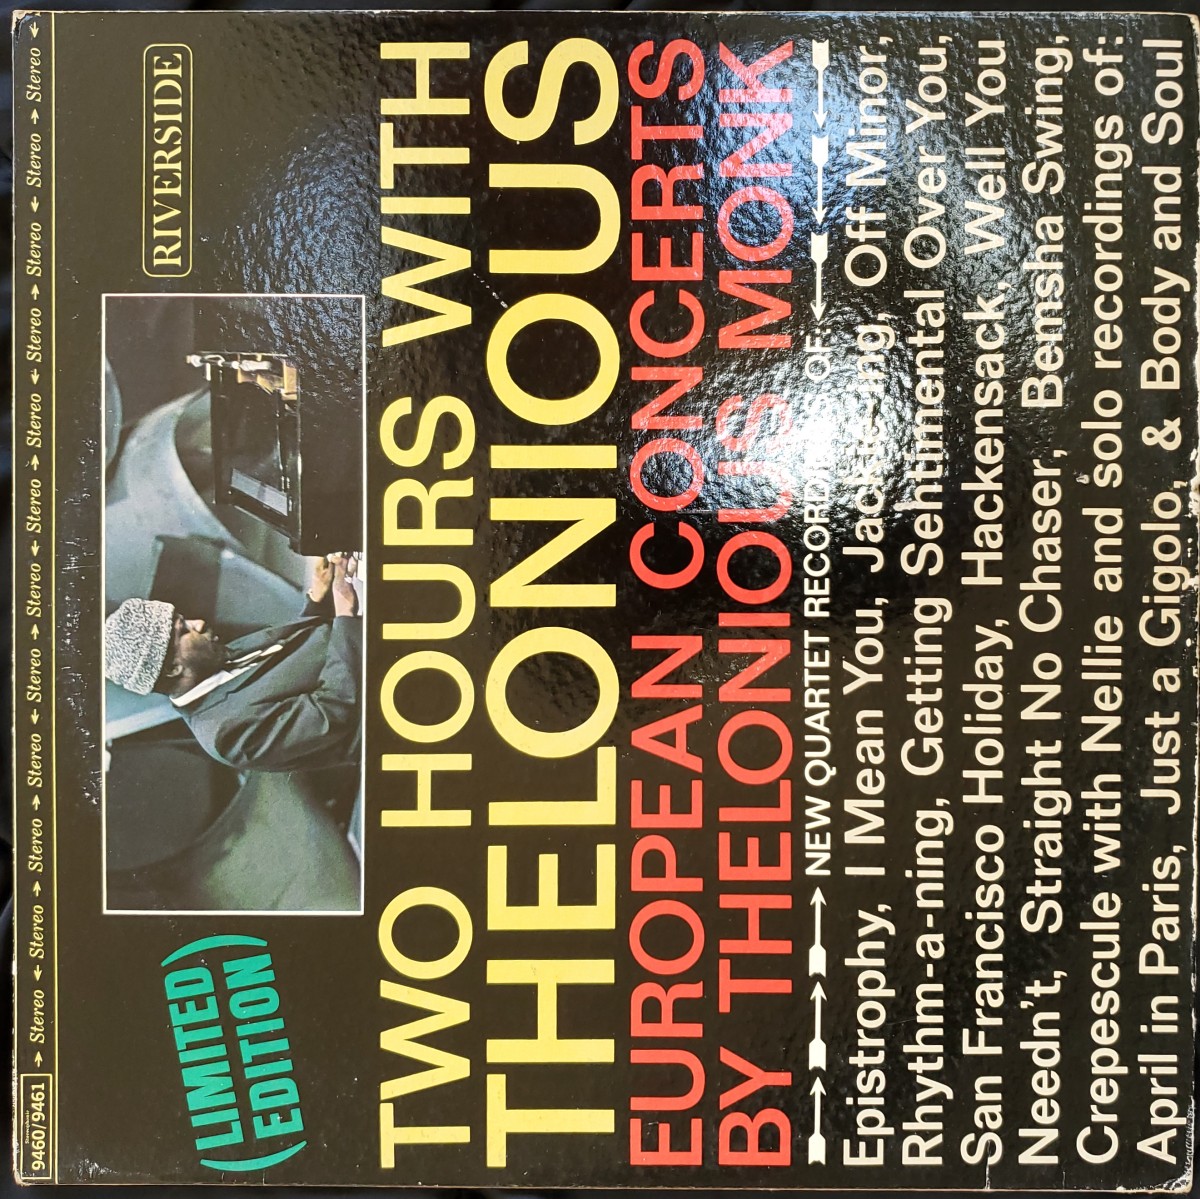 Stereophonic
9460/9461 → Stereo ← Stereo → Stereo → Stereo ← Stereo → Stereo ← Stereo → Stereo ← Stereo → Stereo ← Stereo → Stereo ←
RIVERSIDE
(LIMITED
EDITION)
TWO HOURS WITH
THELONIOUS
EUROPEAN CONCERTS
BY THELONIOUS MONK
NEW QUARTET RECORDINGS OF:
Epistrophy, I Mean You, Jackie-ing, Off Minor,
Rhythm-a-ning, Getting Sentimental Over You,
San Francisco Holiday, Hackensack, Well You
Needn't, Straight No Chaser, Bemsha Swing,
Crepescule with Nellie and solo recordings of:
April in Paris, Just a Gigolo, & Body and Soul